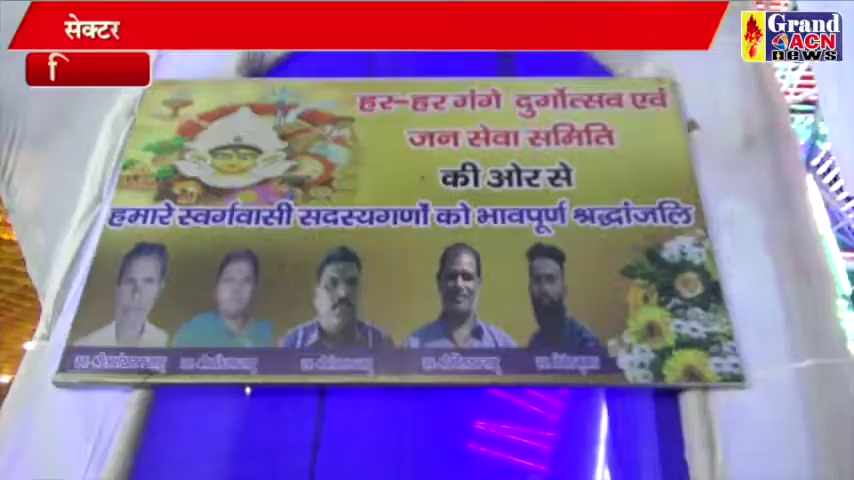 सेक्टर
Grand
ACN
News
हर-हर गंगे दुर्गोत्सव एवं
जन सेवा समिति
की ओर से
हमारे स्वर्गवासी सदस्यगणों को भावपूर्ण श्रद्धांजलि